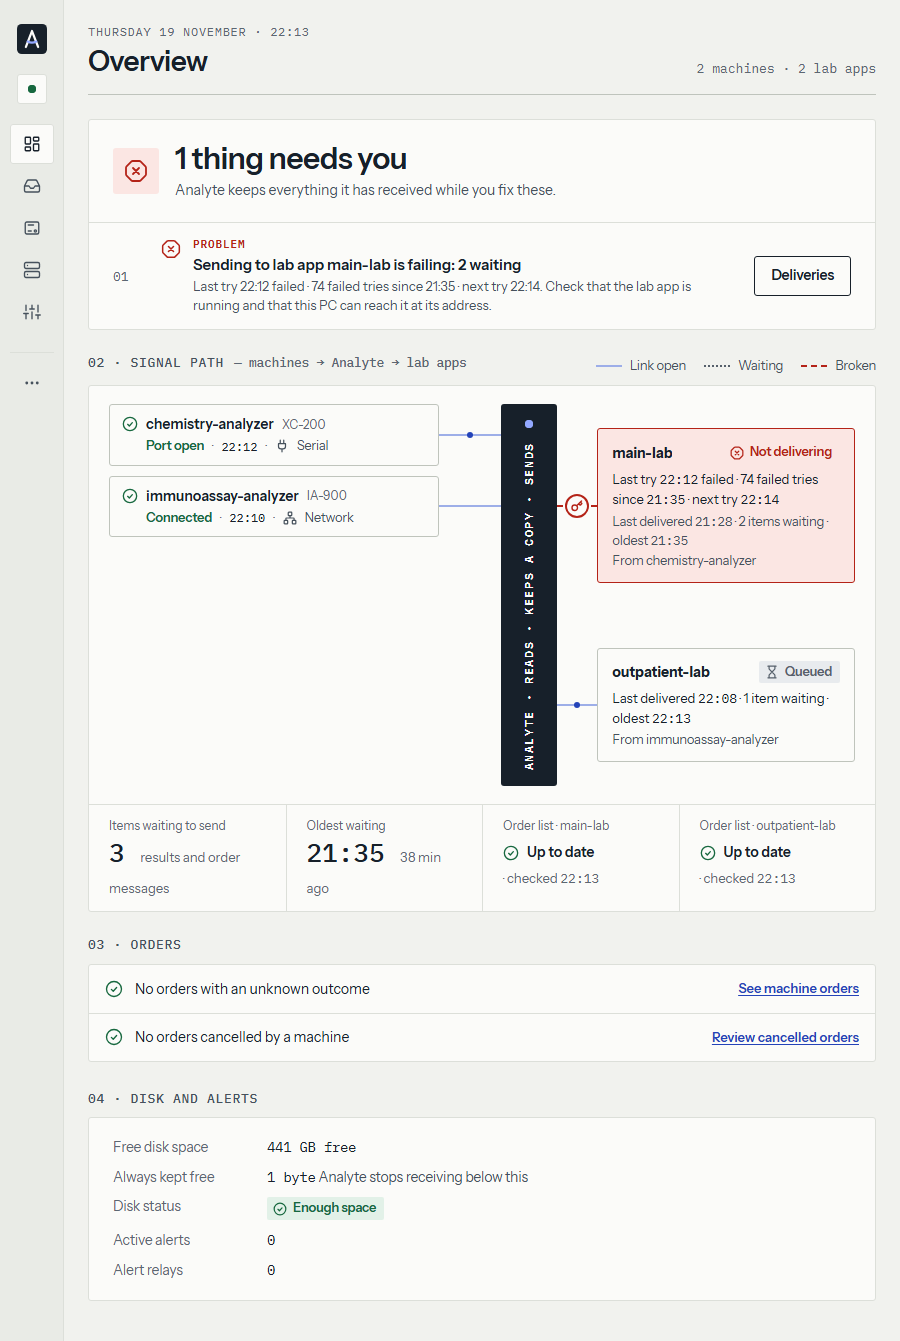 THURSDAY 19 NOVEMBER · 22:13
Overview
2 machines · 2 lab apps
1 thing needs you
Analyte keeps everything it has received while you fix these.
01
PROBLEM
Sending to lab app main-lab is failing: 2 waiting
Last try 22:12 failed · 74 failed tries since 21:35 · next try 22:14. Check that the lab app is
running and that this PC can reach it at its address.
Deliveries
02 · SIGNAL PATH — machines → Analyte → lab apps
Link open
Waiting
Broken
chemistry-analyzer XC-200
Port open · 22:12 · Serial
immunoassay-analyzer IA-900
Connected · 22:10 · Network
ANALYTE · READS · KEEPS A COPY · SENDS
main-lab
Not delivering
Last try 22:12 failed · 74 failed tries
since 21:35 · next try 22:14
Last delivered 21:28 · 2 items waiting ·
oldest 21:35
From chemistry-analyzer
outpatient-lab
Queued
Last delivered 22:08 · 1 item waiting ·
oldest 22:13
From immunoassay-analyzer
Items waiting to send
3 results and order
messages
Oldest waiting
21:35 38 min
ago
Order list · main-lab
Up to date
· checked 22:13
Order list · outpatient-lab
Up to date
· checked 22:13
03 · ORDERS
No orders with an unknown outcome
See machine orders
No orders cancelled by a machine
Review cancelled orders
04 · DISK AND ALERTS
Free disk space 441 GB free
Always kept free 1 byte Analyte stops receiving below this
Disk status Enough space
Active alerts 0
Alert relays 0